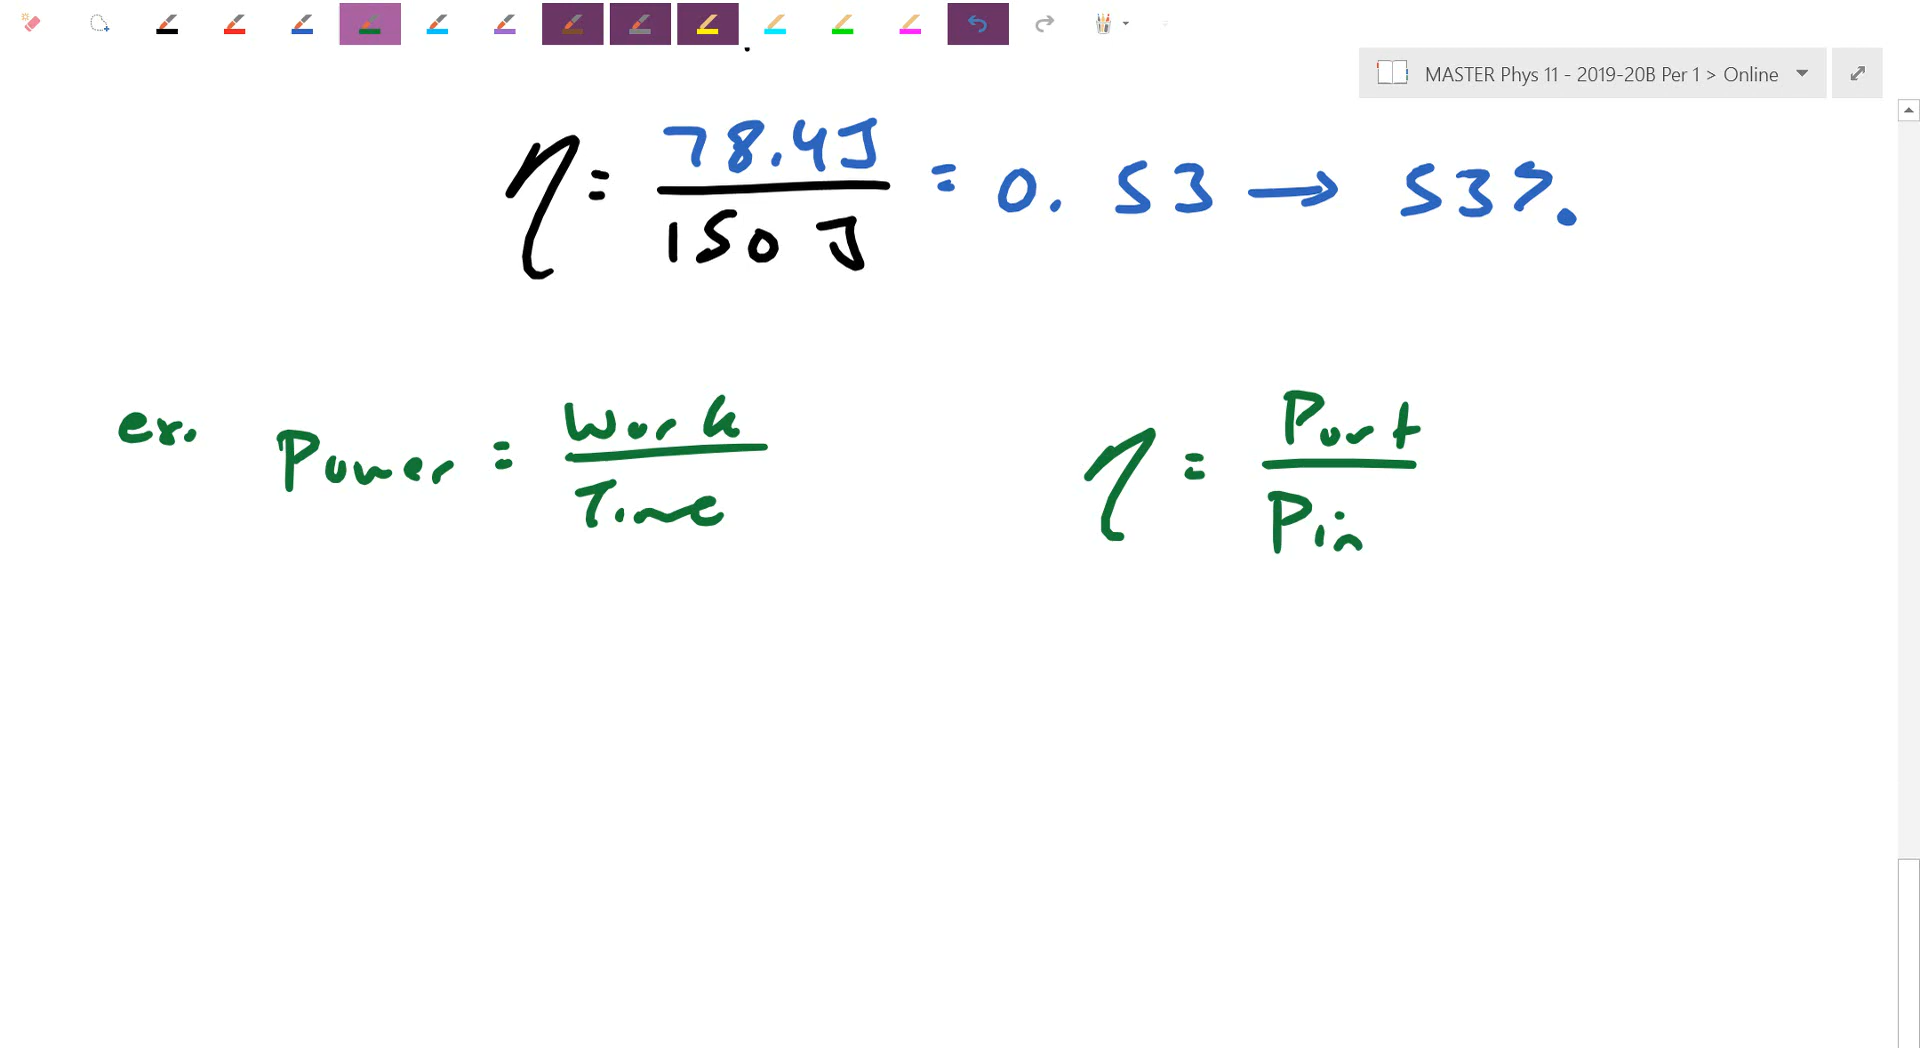 MASTER Phys 11 - 2019-20B Per 1 > Online
η = 78.4J / 150 J = 0.53 → 53%
ex. Power = Work / Time
η = Pout / Pin